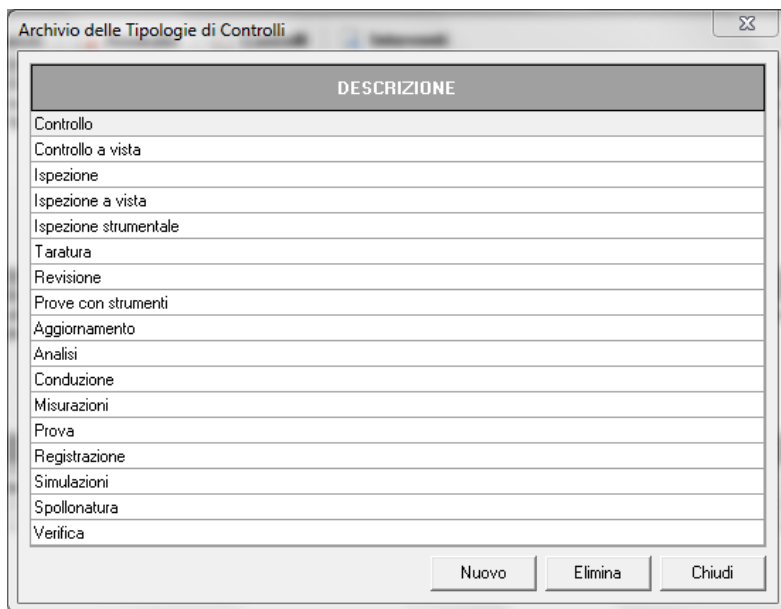 Archivio delle Tipologie di Controlli
DESCRIZIONE
Controllo
Controllo a vista
Ispezione
Ispezione a vista
Ispezione strumentale
Taratura
Revisione
Prove con strumenti
Aggiornamento
Analisi
Conduzione
Misurazioni
Prova
Registrazione
Simulazioni
Spollonatura
Verifica
Nuovo Elimina Chiudi